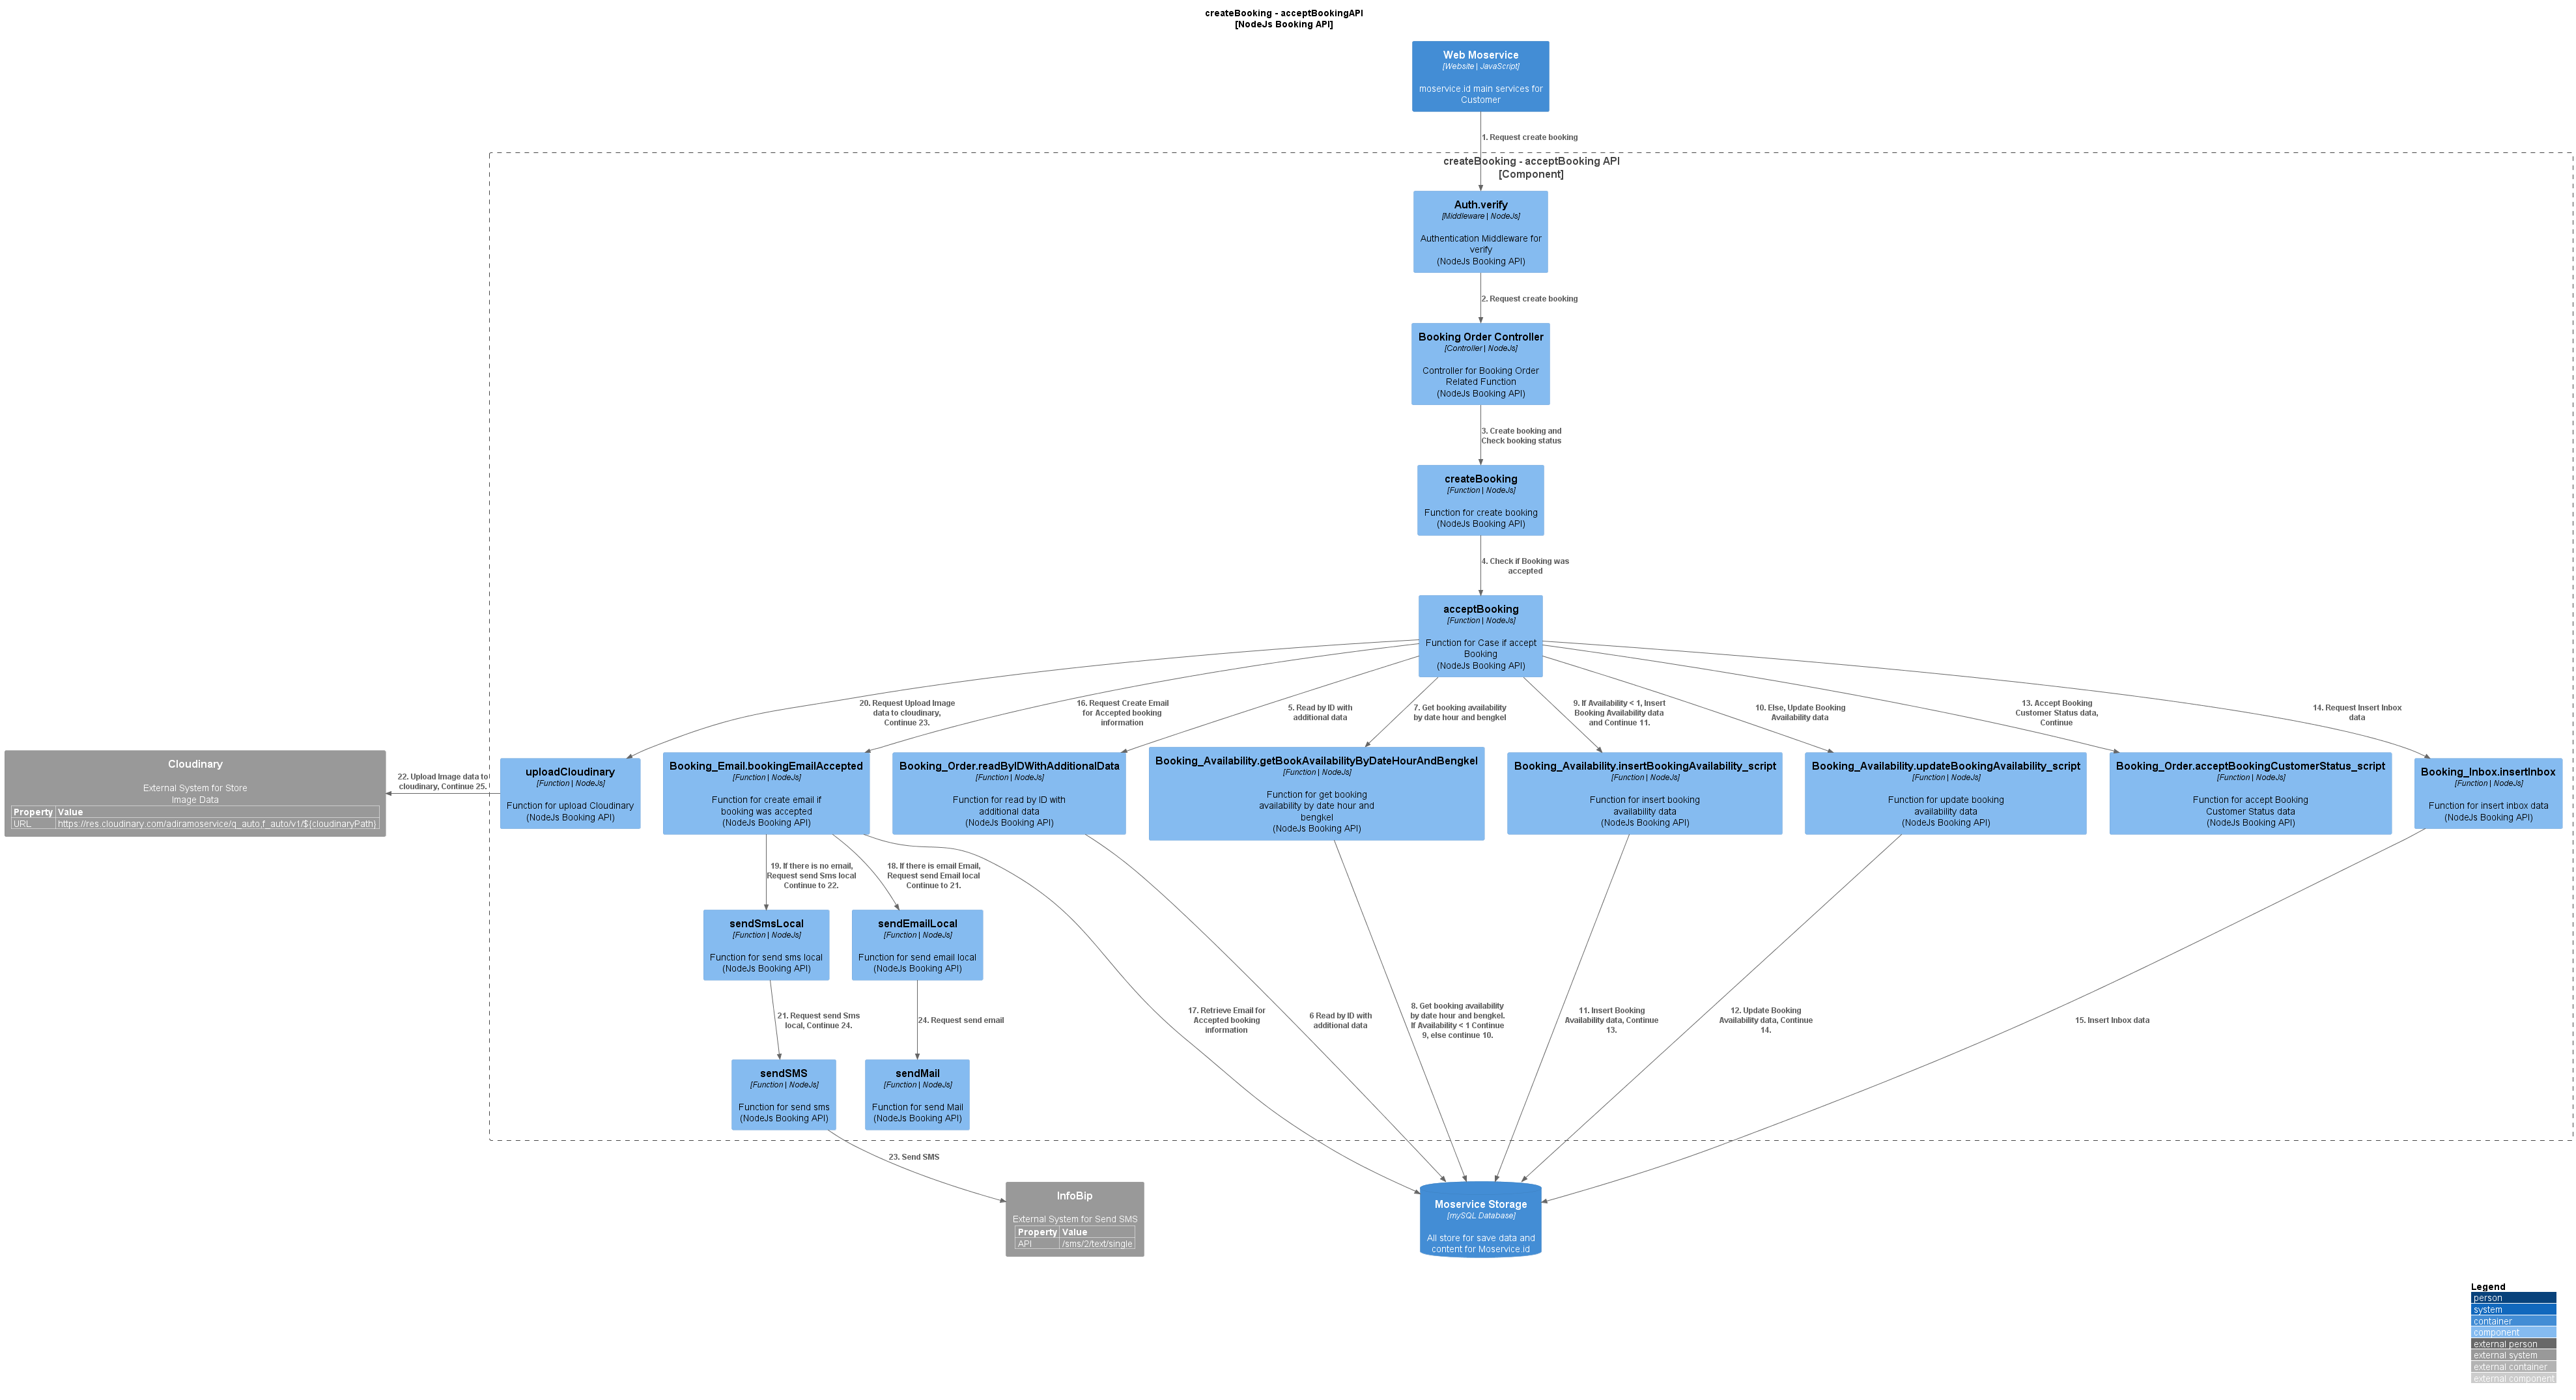 createBooking - acceptBookingAPI
[NodeJs Booking API]
Web Moservice
[Website | JavaScript]
moservice.id main services for
Customer
1. Request create booking
createBooking - acceptBooking API
[Component]
Auth.verify
[Middleware | NodeJs]
Authentication Middleware for
verify
(NodeJs Booking API)
2. Request create booking
Booking Order Controller
[Controller | NodeJs]
Controller for Booking Order
Related Function
(NodeJs Booking API)
3. Create booking and
Check booking status
createBooking
[Function | NodeJs]
Function for create booking
(NodeJs Booking API)
4. Check if Booking was
accepted
acceptBooking
[Function | NodeJs]
Function for Case if accept
Booking
(NodeJs Booking API)
20. Request Upload Image
data to cloudinary,
Continue 23.
16. Request Create Email
for Accepted booking
information
5. Read by ID with
additional data
7. Get booking availability
by date hour and bengkel
9. If Availability < 1, Insert
Booking Availability data
and Continue 11.
10. Else, Update Booking
Availability data
13. Accept Booking
Customer Status data,
Continue
14. Request Insert Inbox
data
Cloudinary
External System for Store
Image Data
Property Value
URL https://res.cloudinary.com/adiramoservice/q_auto,f_auto/v1/${cloudinaryPath}
22. Upload Image data to
cloudinary, Continue 25.
uploadCloudinary
[Function | NodeJs]
Function for upload Cloudinary
(NodeJs Booking API)
Booking_Email.bookingEmailAccepted
[Function | NodeJs]
Function for create email if
booking was accepted
(NodeJs Booking API)
Booking_Order.readByIDWithAdditionalData
[Function | NodeJs]
Function for read by ID with
additional data
(NodeJs Booking API)
Booking_Availability.getBookAvailabilityByDateHourAndBengkel
[Function | NodeJs]
Function for get booking
availability by date hour and
bengkel
(NodeJs Booking API)
Booking_Availability.insertBookingAvailability_script
[Function | NodeJs]
Function for insert booking
availability data
(NodeJs Booking API)
Booking_Availability.updateBookingAvailability_script
[Function | NodeJs]
Function for update booking
availability data
(NodeJs Booking API)
Booking_Order.acceptBookingCustomerStatus_script
[Function | NodeJs]
Function for accept Booking
Customer Status data
(NodeJs Booking API)
Booking_Inbox.insertInbox
[Function | NodeJs]
Function for insert inbox data
(NodeJs Booking API)
19. If there is no email,
Request send Sms local
Continue to 22.
18. If there is email Email,
Request send Email local
Continue to 21.
sendSmsLocal
[Function | NodeJs]
Function for send sms local
(NodeJs Booking API)
sendEmailLocal
[Function | NodeJs]
Function for send email local
(NodeJs Booking API)
21. Request send Sms
local, Continue 24.
24. Request send email
17. Retrieve Email for
Accepted booking
information
6 Read by ID with
additional data
8. Get booking availability
by date hour and bengkel.
If Availability < 1 Continue
9, else continue 10.
11. Insert Booking
Availability data, Continue
13.
12. Update Booking
Availability data, Continue
14.
15. Insert Inbox data
sendSMS
[Function | NodeJs]
Function for send sms
(NodeJs Booking API)
sendMail
[Function | NodeJs]
Function for send Mail
(NodeJs Booking API)
23. Send SMS
InfoBip
External System for Send SMS
Property Value
API /sms/2/text/single
Moservice Storage
[mySQL Database]
All store for save data and
content for Moservice.id
Legend
person
system
container
component
external person
external system
external container
external component